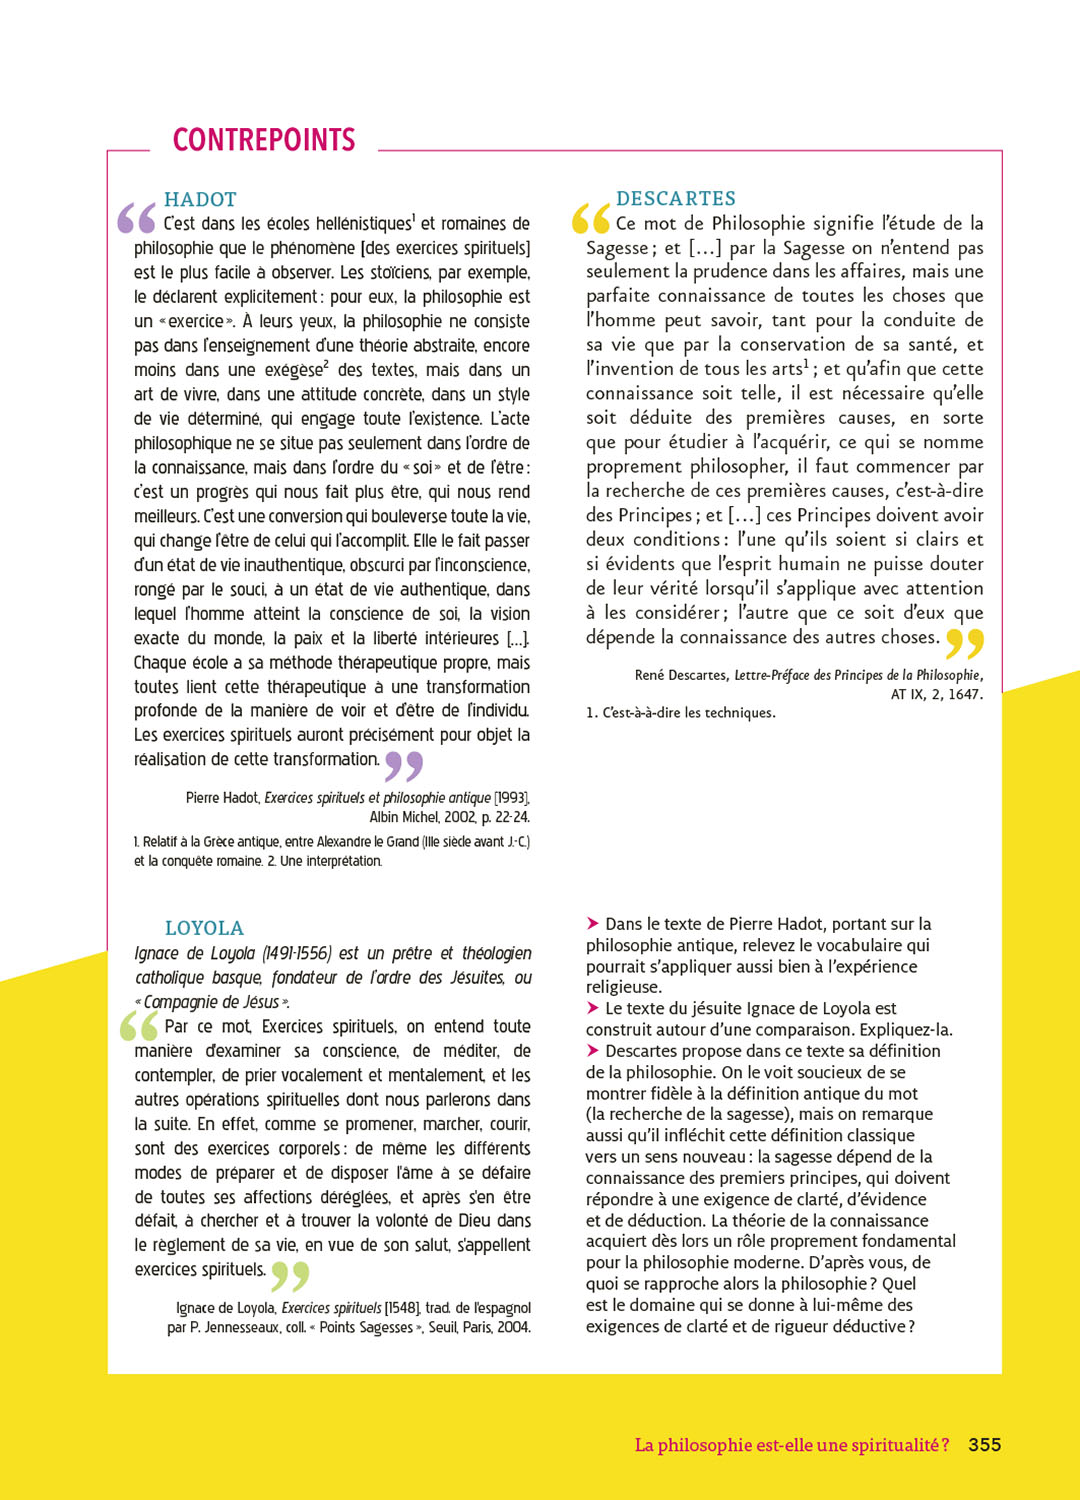 CONTREPOINTS
HADOT
“ C’est dans les écoles hellénistiques¹ et romaines de
philosophie que le phénomène [des exercices spirituels]
est le plus facile à observer. Les stoïciens, par exemple,
le déclarent explicitement : pour eux, la philosophie est
un « exercice ». À leurs yeux, la philosophie ne consiste
pas dans l’enseignement d’une théorie abstraite, encore
moins dans une exégèse² des textes, mais dans un
art de vivre, dans une attitude concrète, dans un style
de vie déterminé, qui engage toute l’existence. L’acte
philosophique ne se situe pas seulement dans l’ordre de
la connaissance, mais dans l’ordre du « soi » et de l’être :
c’est un progrès qui nous fait plus être, qui nous rend
meilleurs. C’est une conversion qui bouleverse toute la vie,
qui change l’être de celui qui l’accomplit. Elle le fait passer
d’un état de vie inauthentique, obscurci par l’inconscience,
rongé par le souci, à un état de vie authentique, dans
lequel l’homme atteint la conscience de soi, la vision
exacte du monde, la paix et la liberté intérieures […].
Chaque école a sa méthode thérapeutique propre, mais
toutes lient cette thérapeutique à une transformation
profonde de la manière de voir et d’être de l’individu.
Les exercices spirituels auront précisément pour objet la
réalisation de cette transformation. ”
Pierre Hadot, Exercices spirituels et philosophie antique [1993],
Albin Michel, 2002, p. 22-24.
1. Relatif à la Grèce antique, entre Alexandre le Grand (IIIe siècle avant J.-C.)
et la conquête romaine. 2. Une interprétation.
LOYOLA
Ignace de Loyola (1491-1556) est un prêtre et théologien
catholique basque, fondateur de l’ordre des Jésuites, ou
« Compagnie de Jésus ».
“ Par ce mot, Exercices spirituels, on entend toute
manière d'examiner sa conscience, de méditer, de
contempler, de prier vocalement et mentalement, et les
autres opérations spirituelles dont nous parlerons dans
la suite. En effet, comme se promener, marcher, courir,
sont des exercices corporels : de même les différents
modes de préparer et de disposer l'âme à se défaire
de toutes ses affections déréglées, et après s'en être
défait, à chercher et à trouver la volonté de Dieu dans
le règlement de sa vie, en vue de son salut, s'appellent
exercices spirituels. ”
Ignace de Loyola, Exercices spirituels [1548], trad. de l'espagnol
par P. Jennesseaux, coll. « Points Sagesses », Seuil, Paris, 2004.
DESCARTES
“ Ce mot de Philosophie signifie l’étude de la
Sagesse ; et […] par la Sagesse on n’entend pas
seulement la prudence dans les affaires, mais une
parfaite connaissance de toutes les choses que
l’homme peut savoir, tant pour la conduite de
sa vie que par la conservation de sa santé, et
l’invention de tous les arts¹ ; et qu’afin que cette
connaissance soit telle, il est nécessaire qu’elle
soit déduite des premières causes, en sorte
que pour étudier à l’acquérir, ce qui se nomme
proprement philosopher, il faut commencer par
la recherche de ces premières causes, c’est-à-dire
des Principes ; et […] ces Principes doivent avoir
deux conditions : l’une qu’ils soient si clairs et
si évidents que l’esprit humain ne puisse douter
de leur vérité lorsqu’il s’applique avec attention
à les considérer ; l’autre que ce soit d’eux que
dépende la connaissance des autres choses. ”
René Descartes, Lettre-Préface des Principes de la Philosophie,
AT IX, 2, 1647.
1. C’est-à-à-dire les techniques.
➤ Dans le texte de Pierre Hadot, portant sur la
philosophie antique, relevez le vocabulaire qui
pourrait s’appliquer aussi bien à l’expérience
religieuse.
➤ Le texte du jésuite Ignace de Loyola est
construit autour d’une comparaison. Expliquez-la.
➤ Descartes propose dans ce texte sa définition
de la philosophie. On le voit soucieux de se
montrer fidèle à la définition antique du mot
(la recherche de la sagesse), mais on remarque
aussi qu’il infléchit cette définition classique
vers un sens nouveau : la sagesse dépend de la
connaissance des premiers principes, qui doivent
répondre à une exigence de clarté, d’évidence
et de déduction. La théorie de la connaissance
acquiert dès lors un rôle proprement fondamental
pour la philosophie moderne. D’après vous, de
quoi se rapproche alors la philosophie ? Quel
est le domaine qui se donne à lui-même des
exigences de clarté et de rigueur déductive ?
La philosophie est-elle une spiritualité ? 355